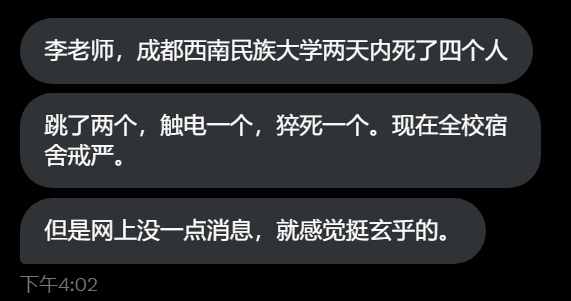 李老师，成都西南民族大学两天内死了四个人
跳了两个，触电一个，猝死一个。现在全校宿
舍戒严。
但是网上没一点消息，就感觉挺玄乎的。
下午4:02